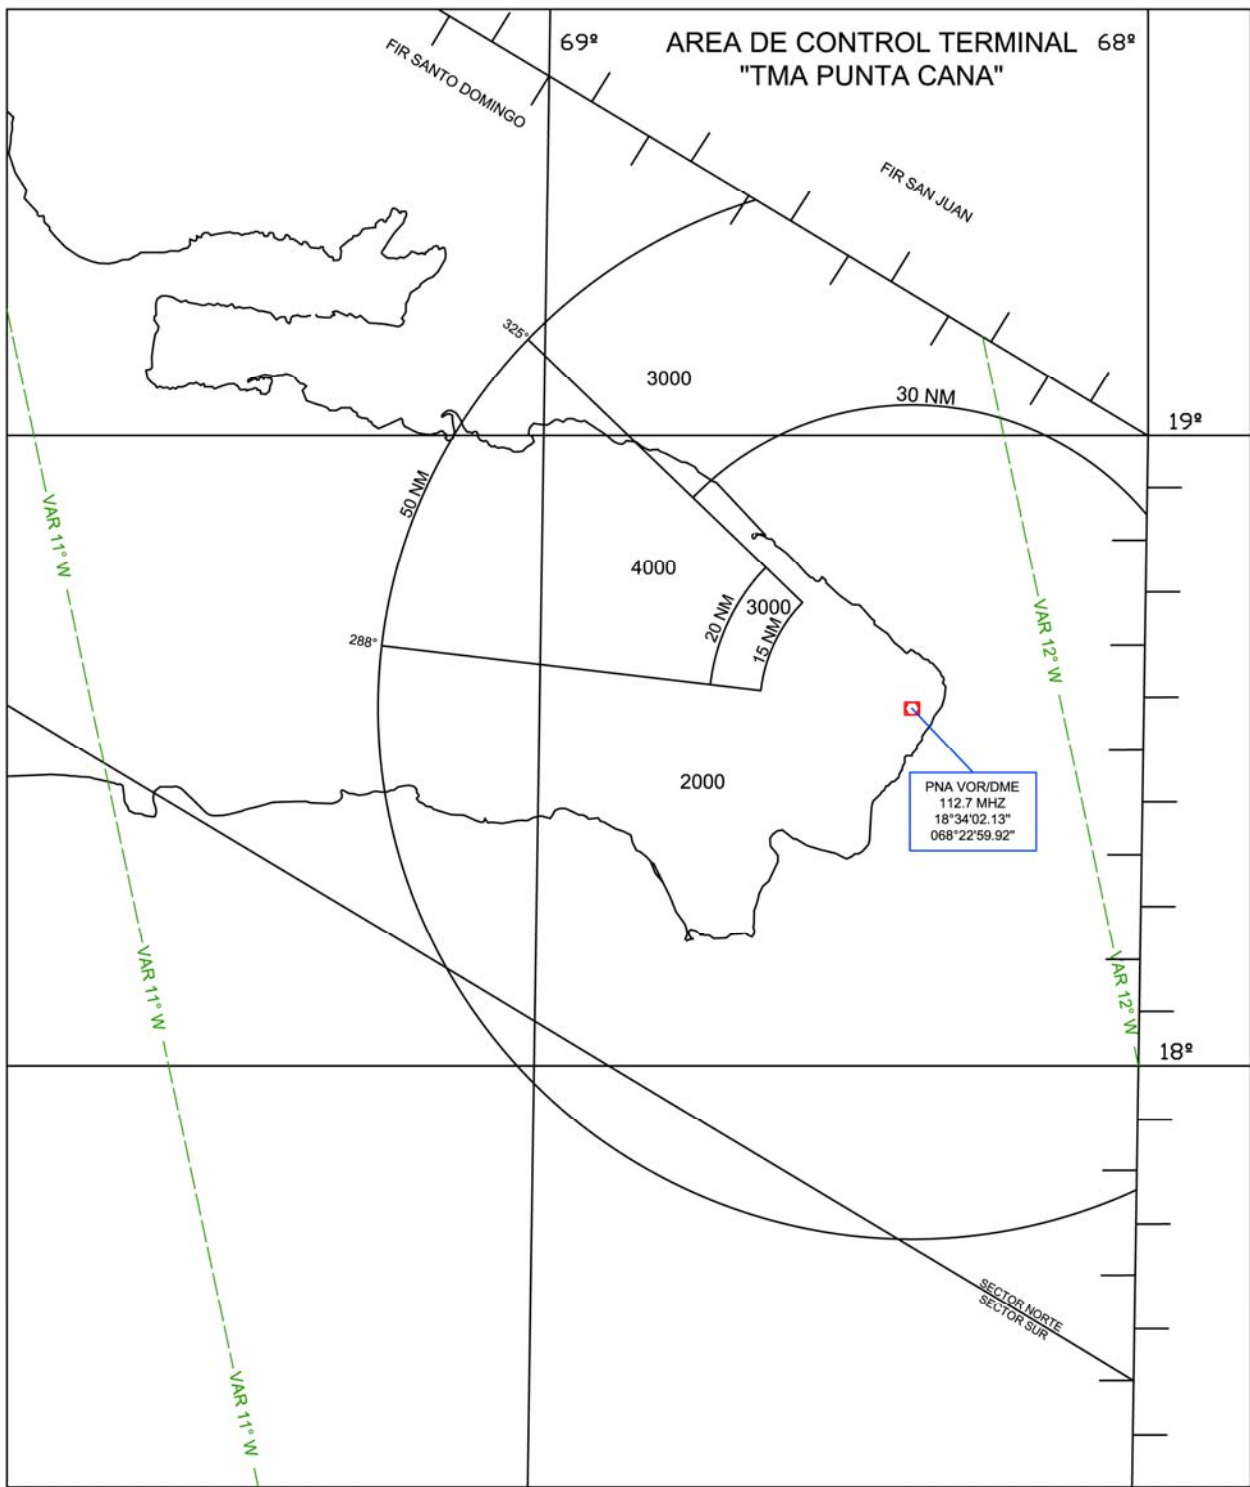 69º
AREA DE CONTROL TERMINAL
68º
"TMA PUNTA CANA"
FIR SANTO DOMINGO
FIR SAN JUAN
325°
3000
30 NM
19º
50 NM
VAR 11° W
4000
20 NM
3000
15 NM
VAR 12° W
288°
2000
PNA VOR/DME
112.7 MHZ
18°34'02.13"
068°22'59.92"
VAR 11° W
VAR 12° W
18º
SECTOR NORTE
SECTOR SUR
VAR 11° W